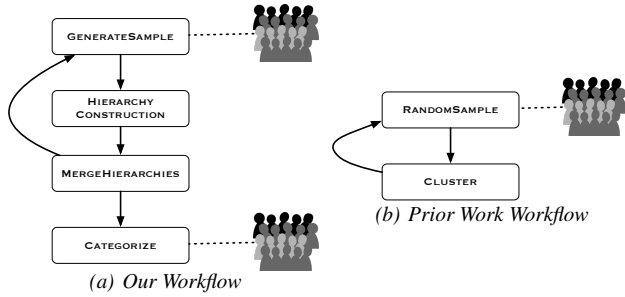 GENERATESAMPLE
HIERARCHY
CONSTRUCTION
MERGEHIERARCHIES
CATEGORIZE
(a) Our Workflow
RANDOMSAMPLE
CLUSTER
(b) Prior Work Workflow